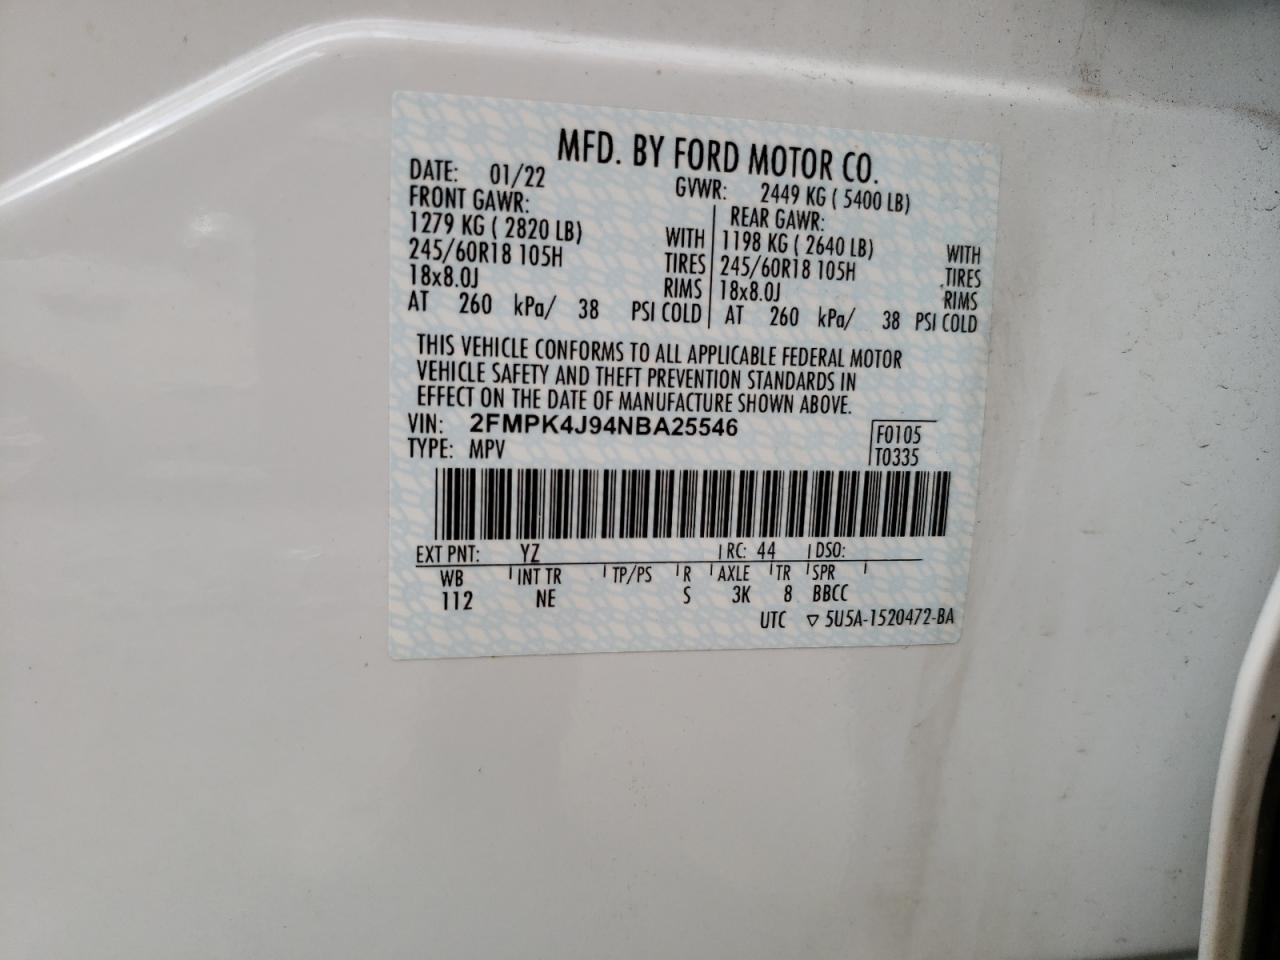 MFD. BY FORD MOTOR CO.
DATE: 01/22 GVWR: 2449 KG ( 5400 LB)
FRONT GAWR: REAR GAWR:
1279 KG ( 2820 LB) WITH 1198 KG ( 2640 LB) WITH
245/60R18 105H TIRES 245/60R18 105H TIRES
18x8.0J RIMS 18x8.0J RIMS
AT 260 kPa/ 38 PSI COLD AT 260 kPa/ 38 PSI COLD
THIS VEHICLE CONFORMS TO ALL APPLICABLE FEDERAL MOTOR
VEHICLE SAFETY AND THEFT PREVENTION STANDARDS IN
EFFECT ON THE DATE OF MANUFACTURE SHOWN ABOVE.
VIN: 2FMPK4J94NBA25546 F0105
TYPE: MPV T0335
EXT PNT: YZ RC: 44 DSO:
WB INT TR TP/PS R AXLE TR SPR
112 NE S 3K 8 BBCC
UTC ▽ 5U5A-1520472-BA